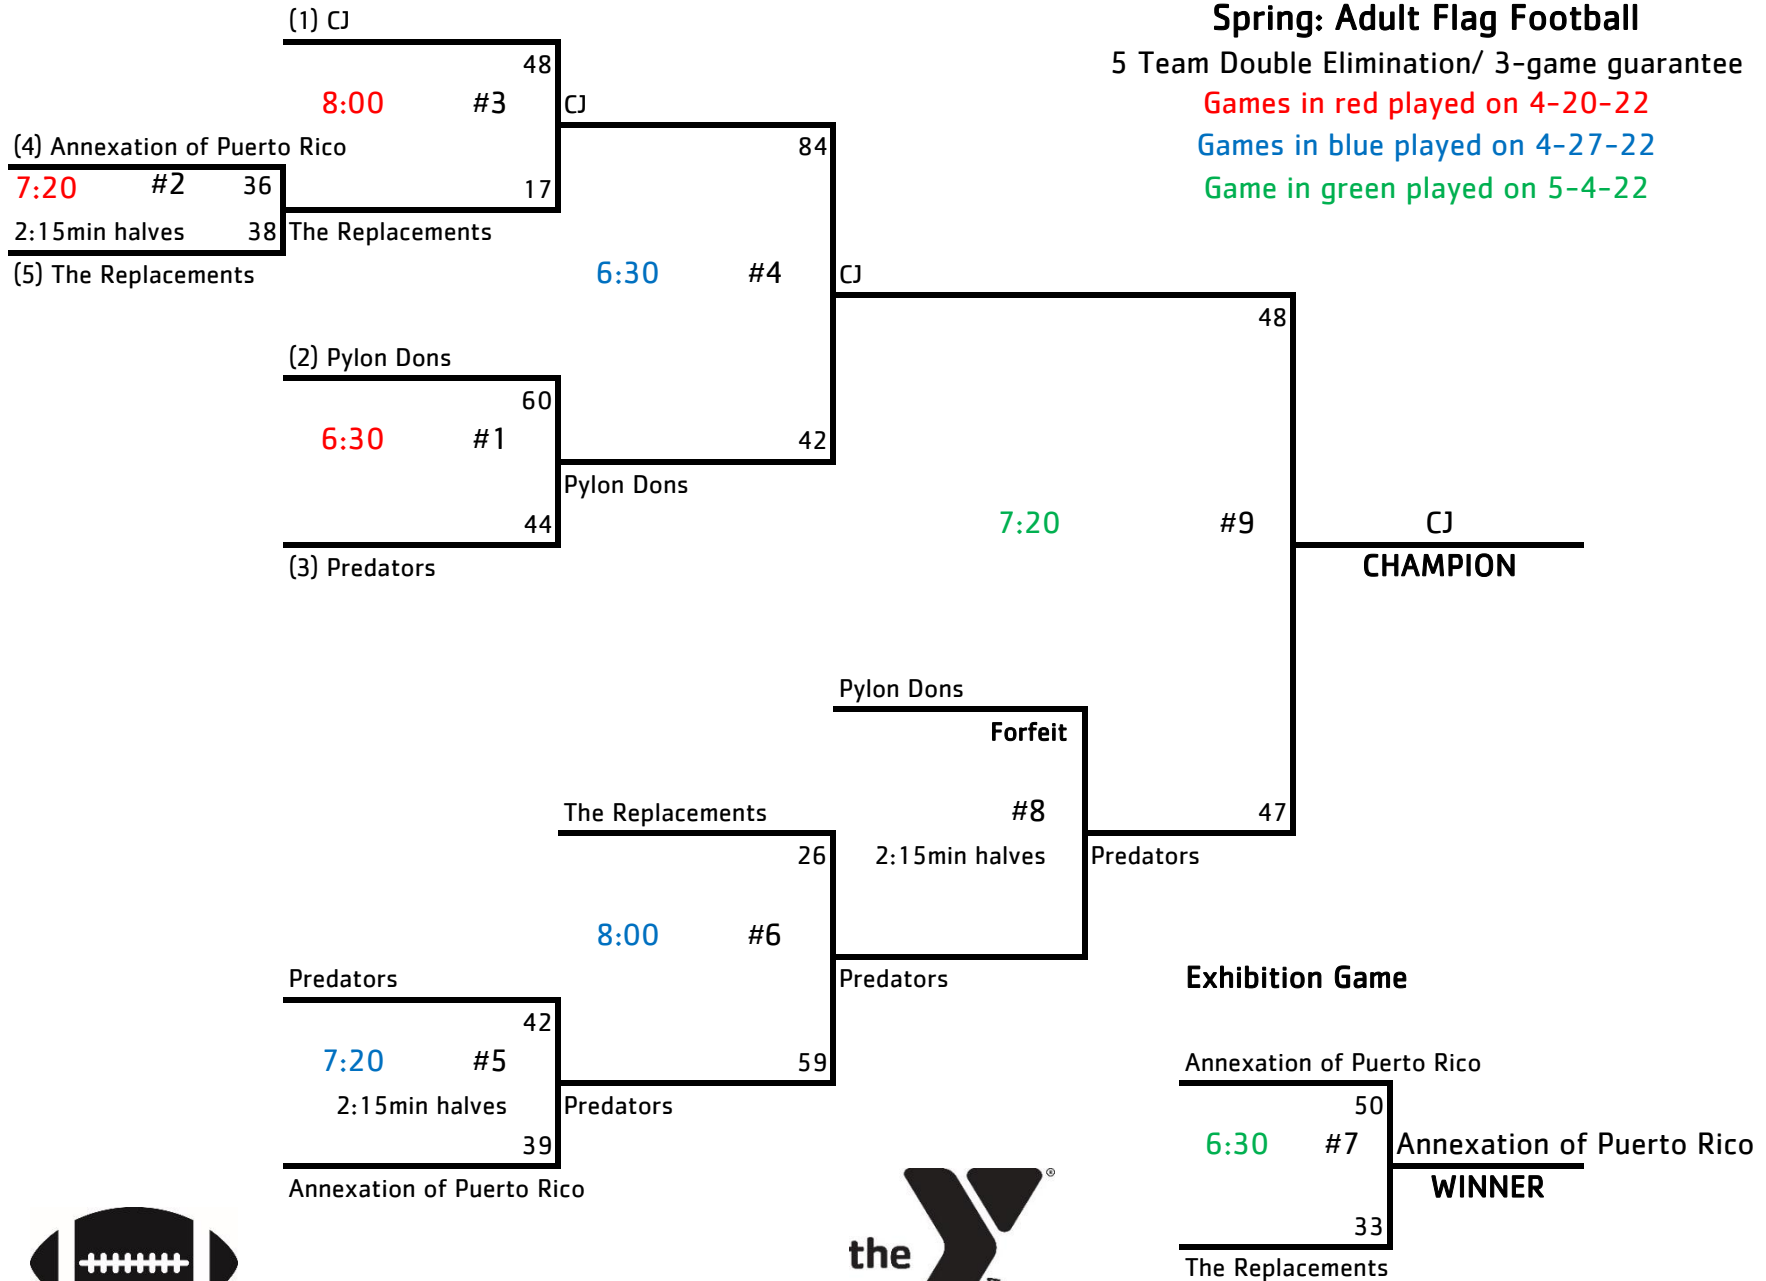 Spring: Adult Flag Football
5 Team Double Elimination/ 3-game guarantee
Games in red played on 4-20-22
Games in blue played on 4-27-22
Game in green played on 5-4-22
(1) CJ
48
8:00 #3
CJ
(4) Annexation of Puerto Rico
84
7:20 #2 36
17
2:15min halves 38
The Replacements
(5) The Replacements
6:30 #4
CJ
48
(2) Pylon Dons
60
6:30 #1
42
Pylon Dons
44
7:20 #9
CJ
CHAMPION
(3) Predators
Pylon Dons
Forfeit
The Replacements
#8
47
26
2:15min halves
Predators
8:00 #6
Predators
Predators
Exhibition Game
42
7:20 #5
59
Annexation of Puerto Rico
2:15min halves
Predators
50
39
6:30 #7
Annexation of Puerto Rico
WINNER
Annexation of Puerto Rico
33
The Replacements
the Y®